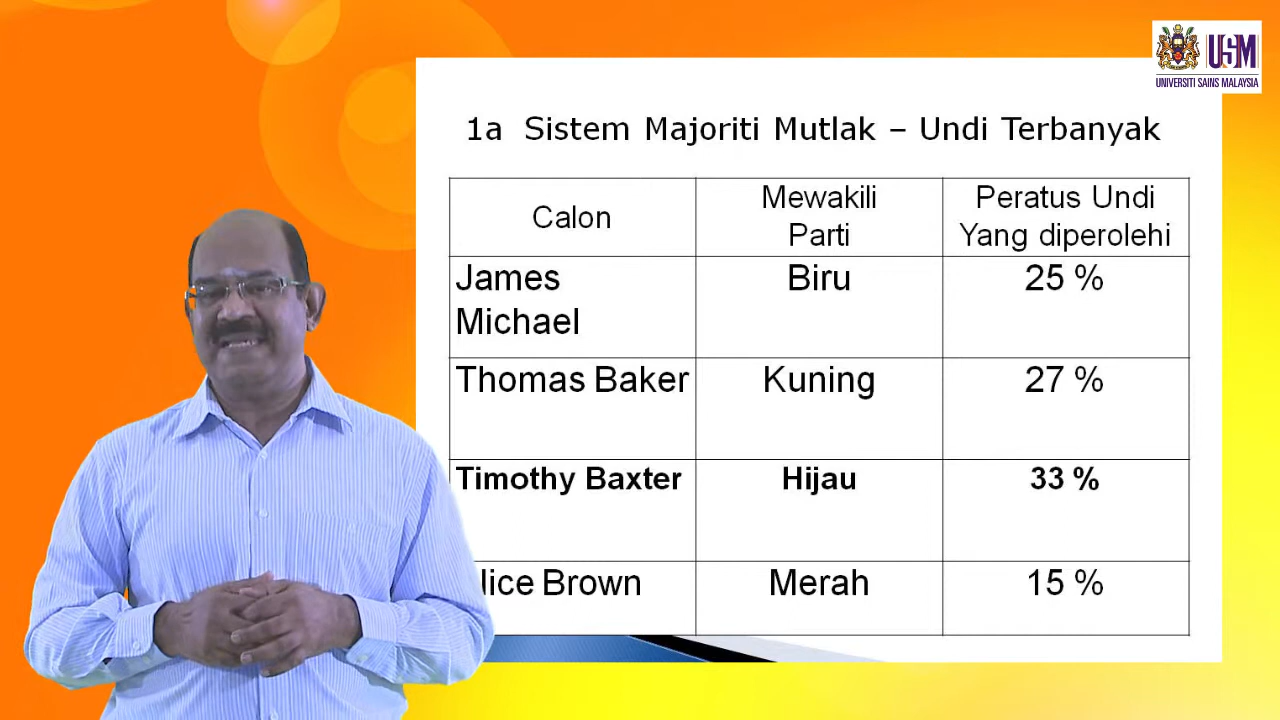 USM
UNIVERSITI SAINS MALAYSIA
1a Sistem Majoriti Mutlak – Undi Terbanyak
Calon
Mewakili
Parti
Peratus Undi
Yang diperolehi
James
Michael
Biru
25 %
Thomas Baker
Kuning
27 %
Timothy Baxter
Hijau
33 %
lice Brown
Merah
15 %